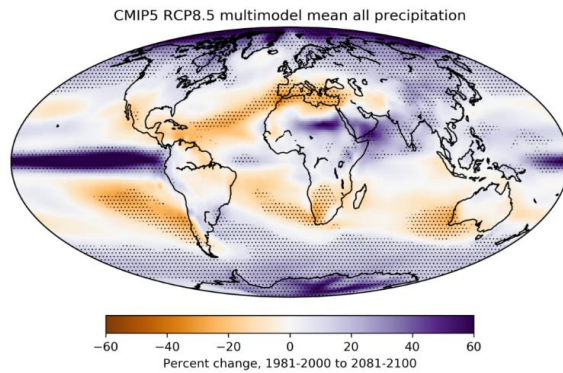 CMIP5 RCP8.5 multimodel mean all precipitation
−60 −40 −20 0 20 40 60
Percent change, 1981-2000 to 2081-2100